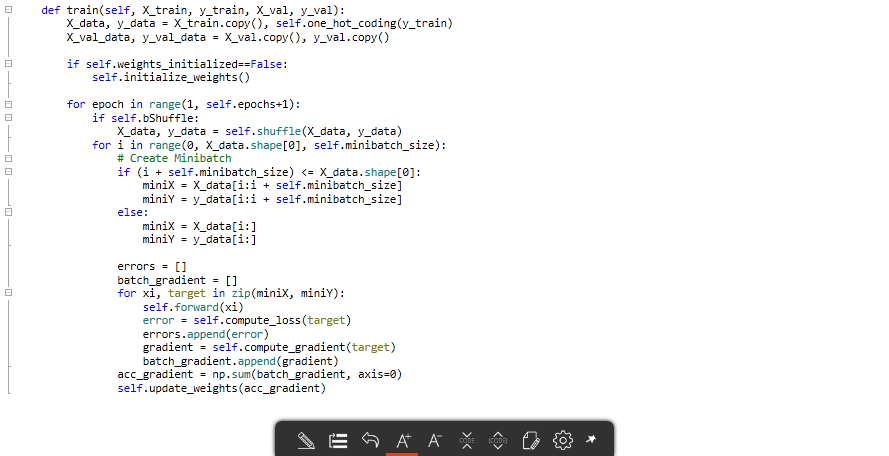 def train(self, X_train, y_train, X_val, y_val):
    X_data, y_data = X_train.copy(), self.one_hot_coding(y_train)
    X_val_data, y_val_data = X_val.copy(), y_val.copy()

    if self.weights_initialized==False:
        self.initialize_weights()

    for epoch in range(1, self.epochs+1):
        if self.bShuffle:
            X_data, y_data = self.shuffle(X_data, y_data)
        for i in range(0, X_data.shape[0], self.minibatch_size):
            # Create Minibatch
            if (i + self.minibatch_size) <= X_data.shape[0]:
                miniX = X_data[i:i + self.minibatch_size]
                miniY = y_data[i:i + self.minibatch_size]
            else:
                miniX = X_data[i:]
                miniY = y_data[i:]

            errors = []
            batch_gradient = []
            for xi, target in zip(miniX, miniY):
                self.forward(xi)
                error = self.compute_loss(target)
                errors.append(error)
                gradient = self.compute_gradient(target)
                batch_gradient.append(gradient)
            acc_gradient = np.sum(batch_gradient, axis=0)
            self.update_weights(acc_gradient)
A+ A- CODE (CODE)